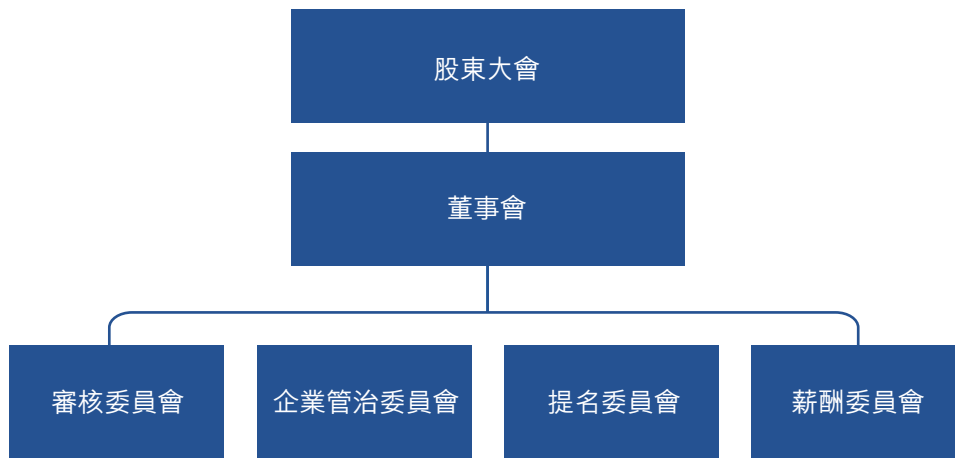 股東大會
董事會
審核委員會
企業管治委員會
提名委員會
薪酬委員會